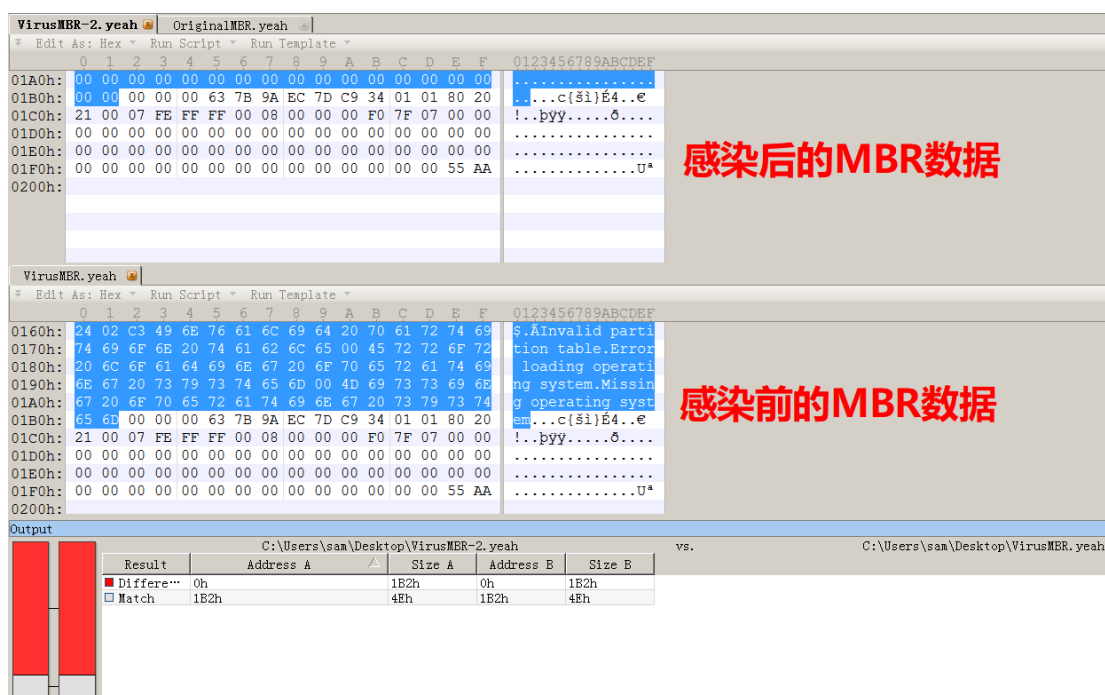 VirusMBR-2.yeah OriginalMBR.yeah
Edit As: Hex Run Script Run Template
0 1 2 3 4 5 6 7 8 9 A B C D E F 0123456789ABCDEF
01A0h: 00 00 00 00 00 00 00 00 00 00 00 00 00 00 00 00 ................
01B0h: 00 00 00 00 00 63 7B 9A EC 7D C9 34 01 01 80 20 .....c{šì}É4..€
01C0h: 21 00 07 FE FF FF 00 08 00 00 00 F0 7F 07 00 00 !..þÿÿ.....ð....
01D0h: 00 00 00 00 00 00 00 00 00 00 00 00 00 00 00 00 ................
01E0h: 00 00 00 00 00 00 00 00 00 00 00 00 00 00 00 00 ................
01F0h: 00 00 00 00 00 00 00 00 00 00 00 00 00 00 55 AA ..............Uª
0200h:
感染后的MBR数据
VirusMBR.yeah
Edit As: Hex Run Script Run Template
0 1 2 3 4 5 6 7 8 9 A B C D E F 0123456789ABCDEF
0160h: 24 02 C3 49 6E 76 61 6C 69 64 20 70 61 72 74 69 $.ÃInvalid parti
0170h: 74 69 6F 6E 20 74 61 62 6C 65 00 45 72 72 6F 72 tion table.Error
0180h: 20 6C 6F 61 64 69 6E 67 20 6F 70 65 72 61 74 69 loading operati
0190h: 6E 67 20 73 79 73 74 65 6D 00 4D 69 73 73 69 6E ng system.Missin
01A0h: 67 20 6F 70 65 72 61 74 69 6E 67 20 73 79 73 74 g operating syst
01B0h: 65 6D 00 00 00 63 7B 9A EC 7D C9 34 01 01 80 20 em...c{šì}É4..€
01C0h: 21 00 07 FE FF FF 00 08 00 00 00 F0 7F 07 00 00 !..þÿÿ.....ð....
01D0h: 00 00 00 00 00 00 00 00 00 00 00 00 00 00 00 00 ................
01E0h: 00 00 00 00 00 00 00 00 00 00 00 00 00 00 00 00 ................
01F0h: 00 00 00 00 00 00 00 00 00 00 00 00 00 00 55 AA ..............Uª
0200h:
感染前的MBR数据
Output
C:\Users\sam\Desktop\VirusMBR-2.yeah vs. C:\Users\sam\Desktop\VirusMBR.yeah
Result Address A Size A Address B Size B
Differe… 0h 1B2h 0h 1B2h
Match 1B2h 4Eh 1B2h 4Eh